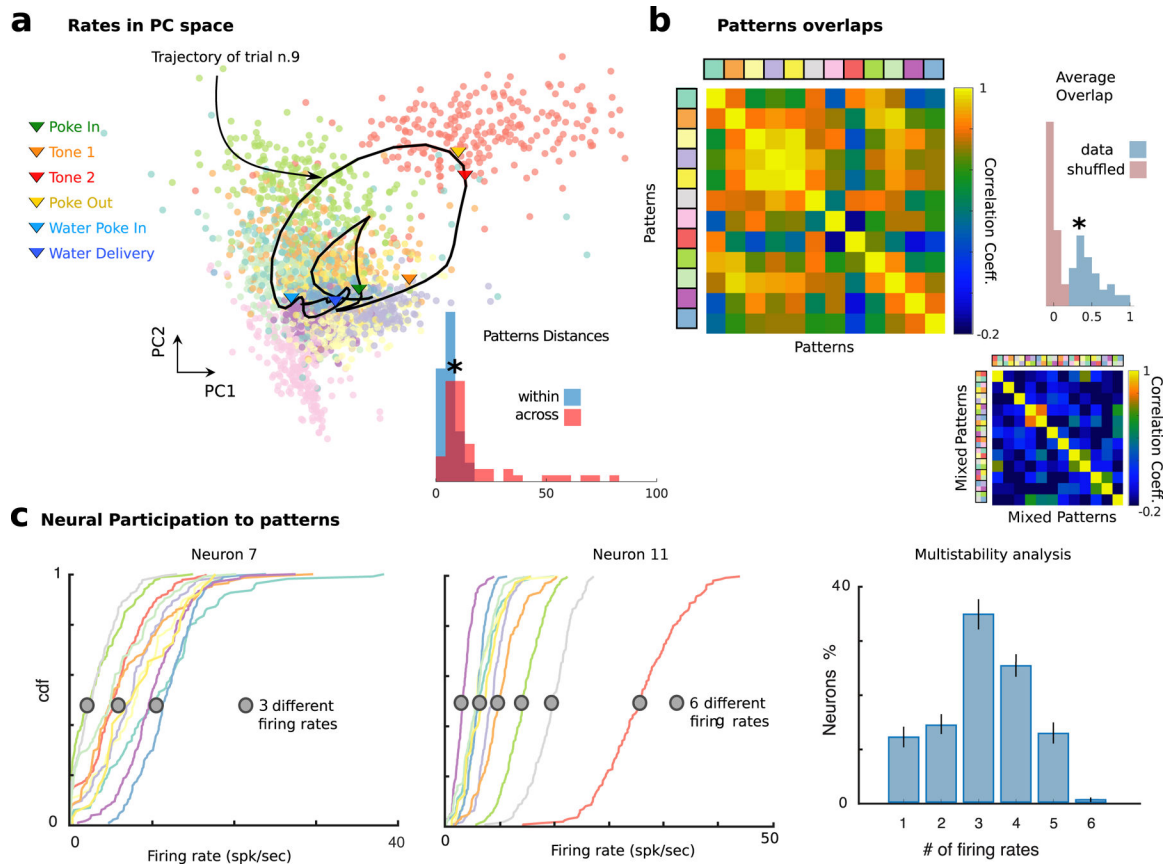 a Rates in PC space
Trajectory of trial n.9
Poke In
Tone 1
Tone 2
Poke Out
Water Poke In
Water Delivery
PC2
PC1
Patterns Distances
*
within
across
0 50 100
b Patterns overlaps
Patterns
Patterns
1
Correlation Coeff.
-0.2
Average
Overlap
data
shuffled
*
0 0.5 1
Mixed Patterns
Mixed Patterns
1
Correlation Coeff.
-0.2
c Neural Participation to patterns
Neuron 7
1
cdf
0
3 different
firing rates
40
Firing rate (spk/sec)
Neuron 11
6 different
firing rates
0 50
Firing rate (spk/sec)
Multistability analysis
40
Neurons %
0
1 2 3 4 5 6
# of firing rates